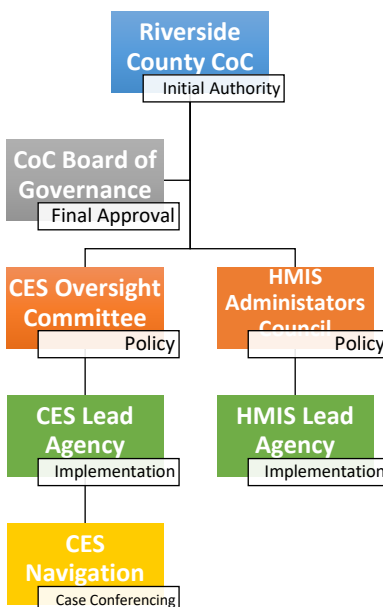 Riverside
County CoC
Initial Authority
CoC Board of
Governance
Final Approval
CES Oversight
Committee
Policy
HMIS
Administators
Council
Policy
CES Lead
Agency
Implementation
HMIS Lead
Agency
Implementation
CES
Navigation
Case Conferencing